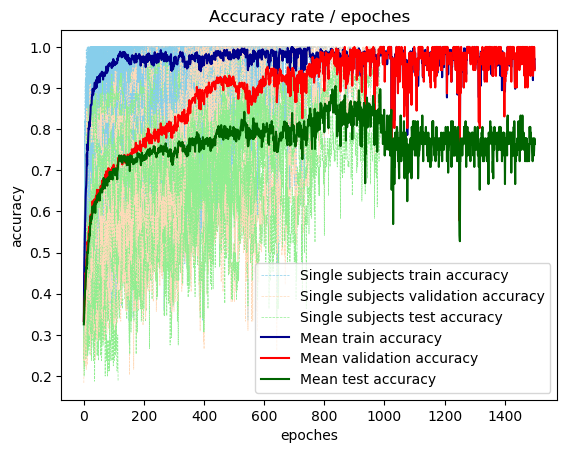 Accuracy rate / epoches
accuracy
1.0
0.9
0.8
0.7
0.6
0.5
0.4
0.3
0.2
Single subjects train accuracy
Single subjects validation accuracy
Single subjects test accuracy
Mean train accuracy
Mean validation accuracy
Mean test accuracy
0 200 400 600 800 1000 1200 1400
epoches